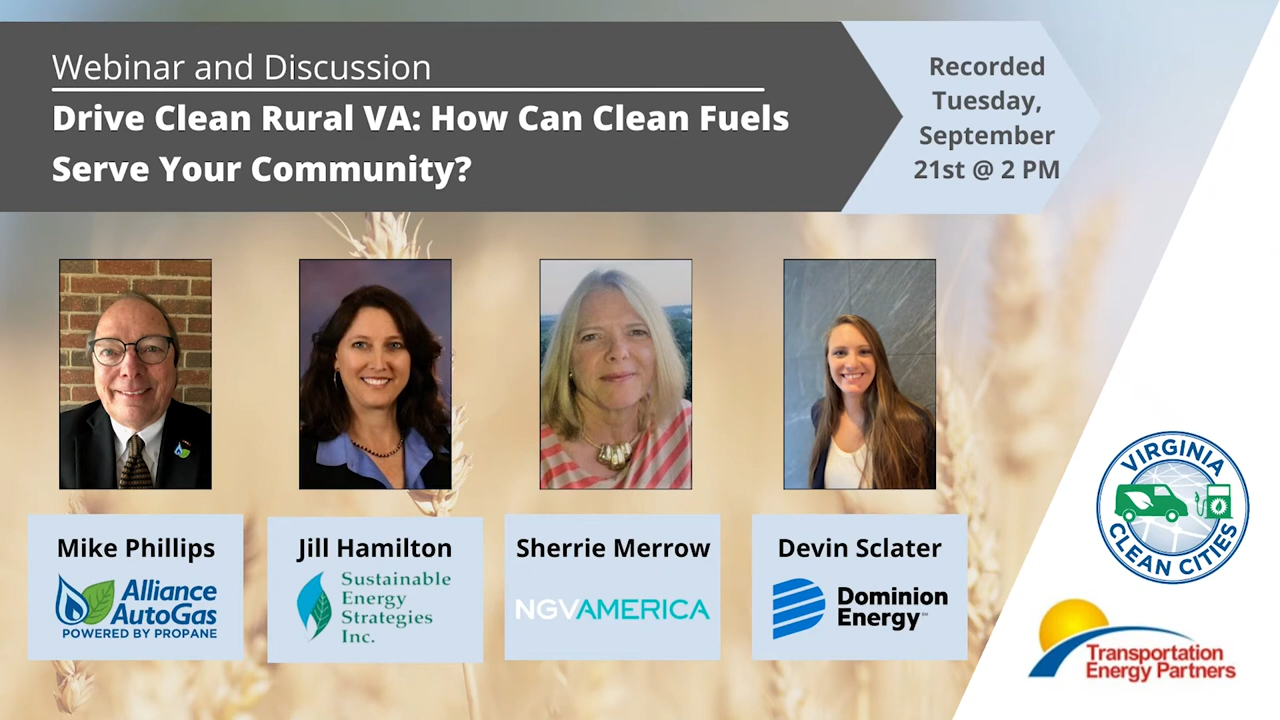 Webinar and Discussion
Drive Clean Rural VA: How Can Clean Fuels
Serve Your Community?
Recorded
Tuesday,
September
21st @ 2 PM
Mike Phillips
Alliance
AutoGas
POWERED BY PROPANE
Jill Hamilton
Sustainable
Energy
Strategies
Inc.
Sherrie Merrow
NGVAMERICA
Devin Sclater
Dominion
Energy℠
VIRGINIA
CLEAN CITIES
Transportation
Energy Partners